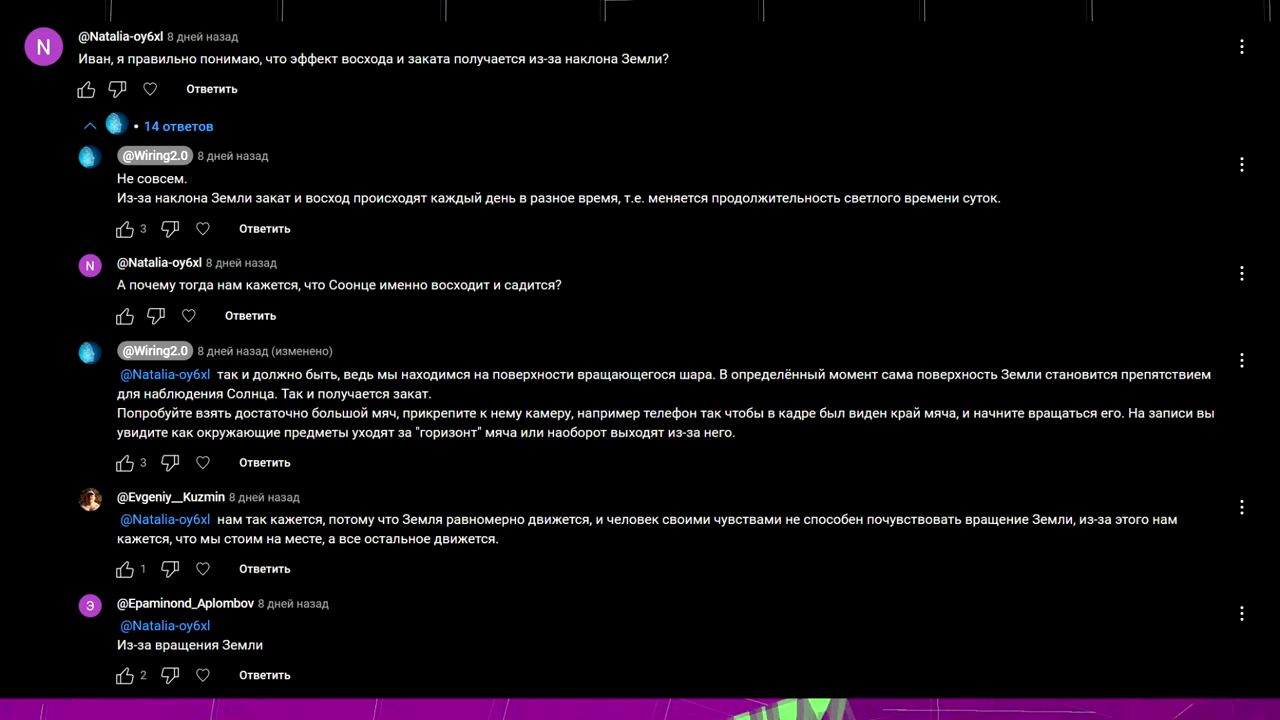 N
@Natalia-oy6xl 8 дней назад
Иван, я правильно понимаю, что эффект восхода и заката получается из-за наклона Земли?
Ответить
• 14 ответов
@Wiring2.0 8 дней назад
Не совсем.
Из-за наклона Земли закат и восход происходят каждый день в разное время, т.е. меняется продолжительность светлого времени суток.
3 Ответить
N
@Natalia-oy6xl 8 дней назад
А почему тогда нам кажется, что Соонце именно восходит и садится?
Ответить
@Wiring2.0 8 дней назад (изменено)
@Natalia-oy6xl так и должно быть, ведь мы находимся на поверхности вращающегося шара. В определённый момент сама поверхность Земли становится препятствием
для наблюдения Солнца. Так и получается закат.
Попробуйте взять достаточно большой мяч, прикрепите к нему камеру, например телефон так чтобы в кадре был виден край мяча, и начните вращаться его. На записи вы
увидите как окружающие предметы уходят за "горизонт" мяча или наоборот выходят из-за него.
3 Ответить
@Evgeniy__Kuzmin 8 дней назад
@Natalia-oy6xl нам так кажется, потому что Земля равномерно движется, и человек своими чувствами не способен почувствовать вращение Земли, из-за этого нам
кажется, что мы стоим на месте, а все остальное движется.
1 Ответить
Э
@Epaminond_Aplombov 8 дней назад
@Natalia-oy6xl
Из-за вращения Земли
2 Ответить